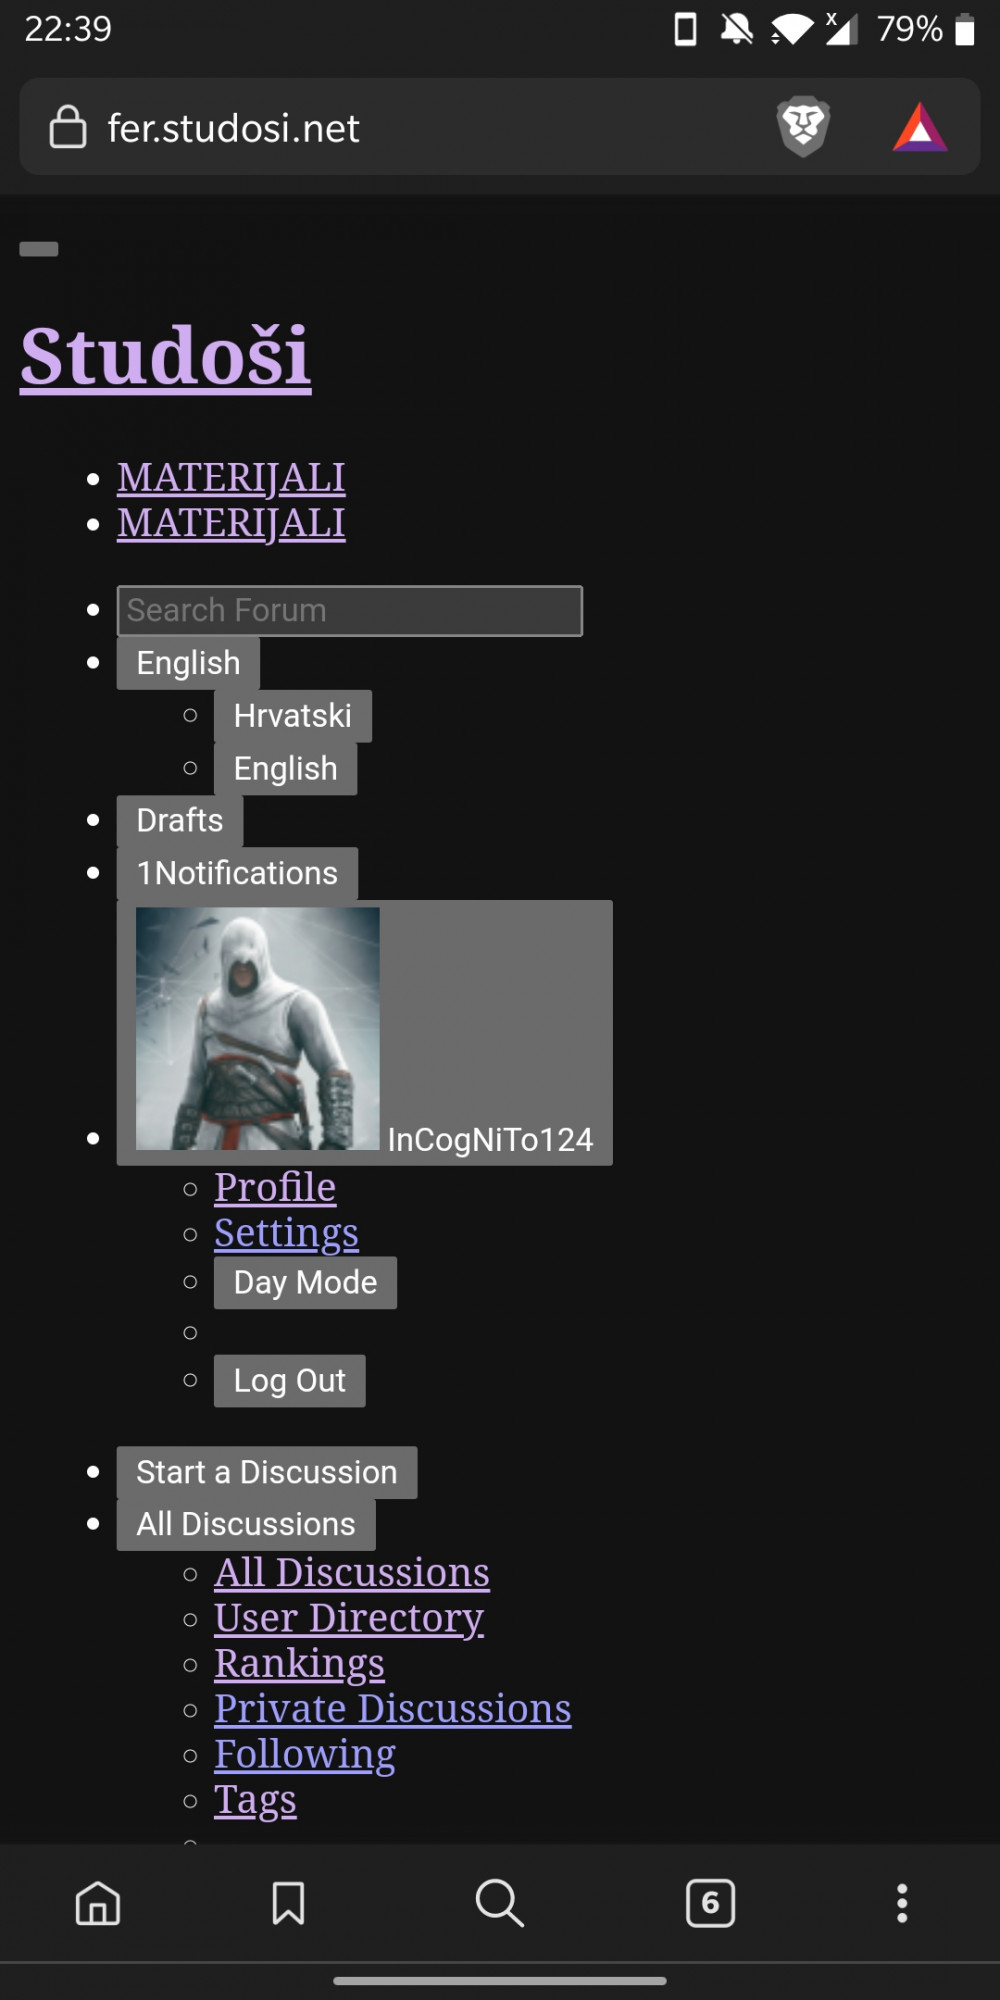 22:39
x 79%
fer.studosi.net
Studoši
MATERIJALI
MATERIJALI
Search Forum
English
Hrvatski
English
Drafts
1Notifications
InCogNiTo124
Profile
Settings
Day Mode
Log Out
Start a Discussion
All Discussions
All Discussions
User Directory
Rankings
Private Discussions
Following
Tags
6